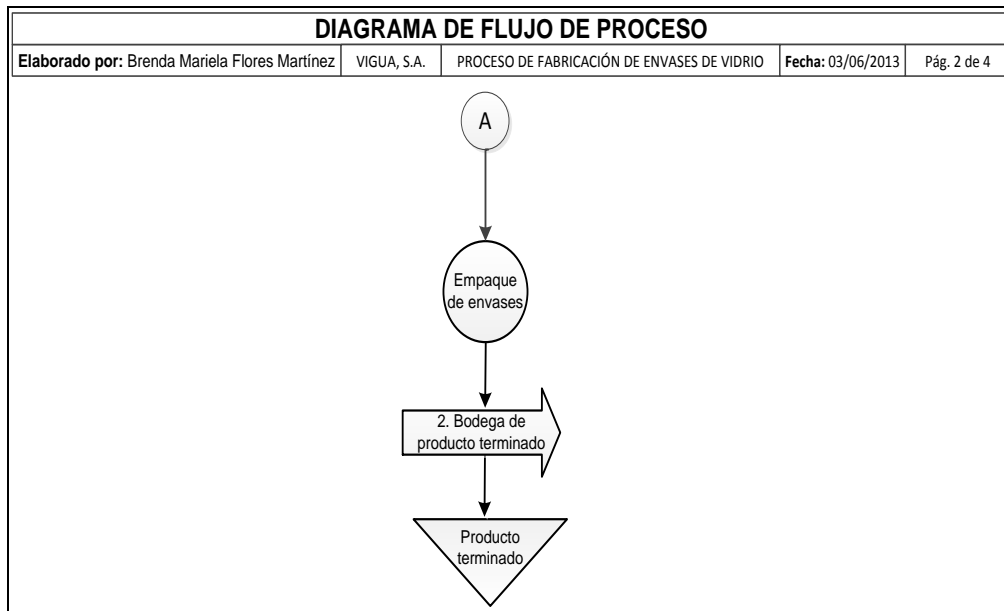 DIAGRAMA DE FLUJO DE PROCESO
Elaborado por: Brenda Mariela Flores Martínez VIGUA, S.A. PROCESO DE FABRICACIÓN DE ENVASES DE VIDRIO Fecha: 03/06/2013 Pág. 2 de 4
A
Empaque
de envases
2. Bodega de
producto terminado
Producto
terminado